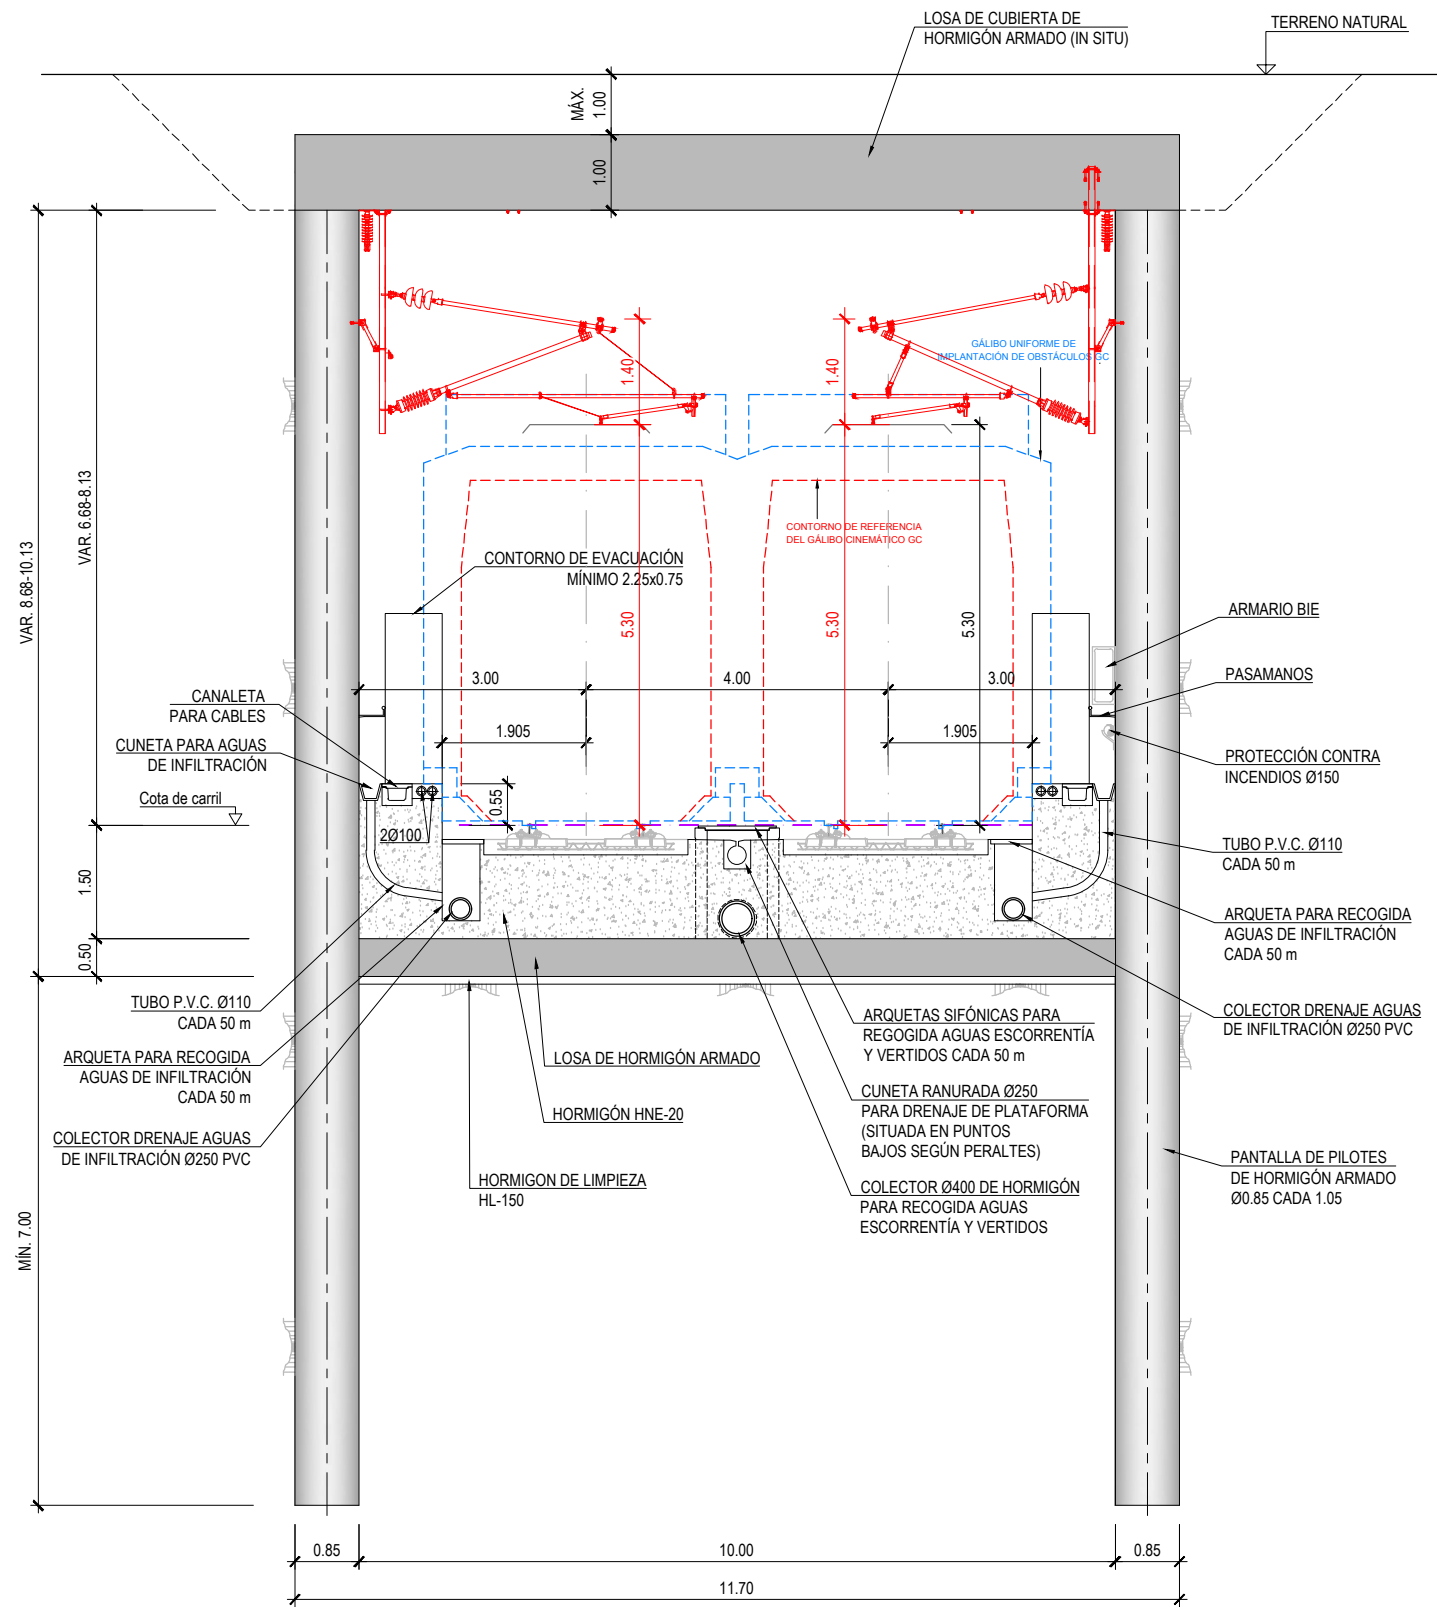 LOSA DE CUBIERTA DE
HORMIGÓN ARMADO (IN SITU)
TERRENO NATURAL
MÁX.
1.00
1.00
GÁLIBO UNIFORME DE
IMPLANTACIÓN DE OBSTÁCULOS GC
1.40
1.40
VAR. 6.68-8.13
VAR. 8.68-10.13
CONTORNO DE REFERENCIA
DEL GÁLIBO CINEMÁTICO GC
CONTORNO DE EVACUACIÓN
MÍNIMO 2.25x0.75
5.30
5.30
5.30
ARMARIO BIE
3.00
4.00
3.00
PASAMANOS
CANALETA
PARA CABLES
1.905
1.905
CUNETA PARA AGUAS
DE INFILTRACIÓN
PROTECCIÓN CONTRA
INCENDIOS Ø150
Cota de carril
0.55
2Ø100
TUBO P.V.C. Ø110
CADA 50 m
1.50
0.50
ARQUETA PARA RECOGIDA
AGUAS DE INFILTRACIÓN
CADA 50 m
TUBO P.V.C. Ø110
CADA 50 m
COLECTOR DRENAJE AGUAS
DE INFILTRACIÓN Ø250 PVC
ARQUETAS SIFÓNICAS PARA
REGOGIDA AGUAS ESCORRENTÍA
Y VERTIDOS CADA 50 m
ARQUETA PARA RECOGIDA
AGUAS DE INFILTRACIÓN
CADA 50 m
LOSA DE HORMIGÓN ARMADO
CUNETA RANURADA Ø250
PARA DRENAJE DE PLATAFORMA
(SITUADA EN PUNTOS
BAJOS SEGÚN PERALTES)
HORMIGÓN HNE-20
COLECTOR DRENAJE AGUAS
DE INFILTRACIÓN Ø250 PVC
PANTALLA DE PILOTES
DE HORMIGÓN ARMADO
Ø0.85 CADA 1.05
HORMIGON DE LIMPIEZA
HL-150
COLECTOR Ø400 DE HORMIGÓN
PARA RECOGIDA AGUAS
ESCORRENTÍA Y VERTIDOS
MÍN. 7.00
0.85
10.00
0.85
11.70